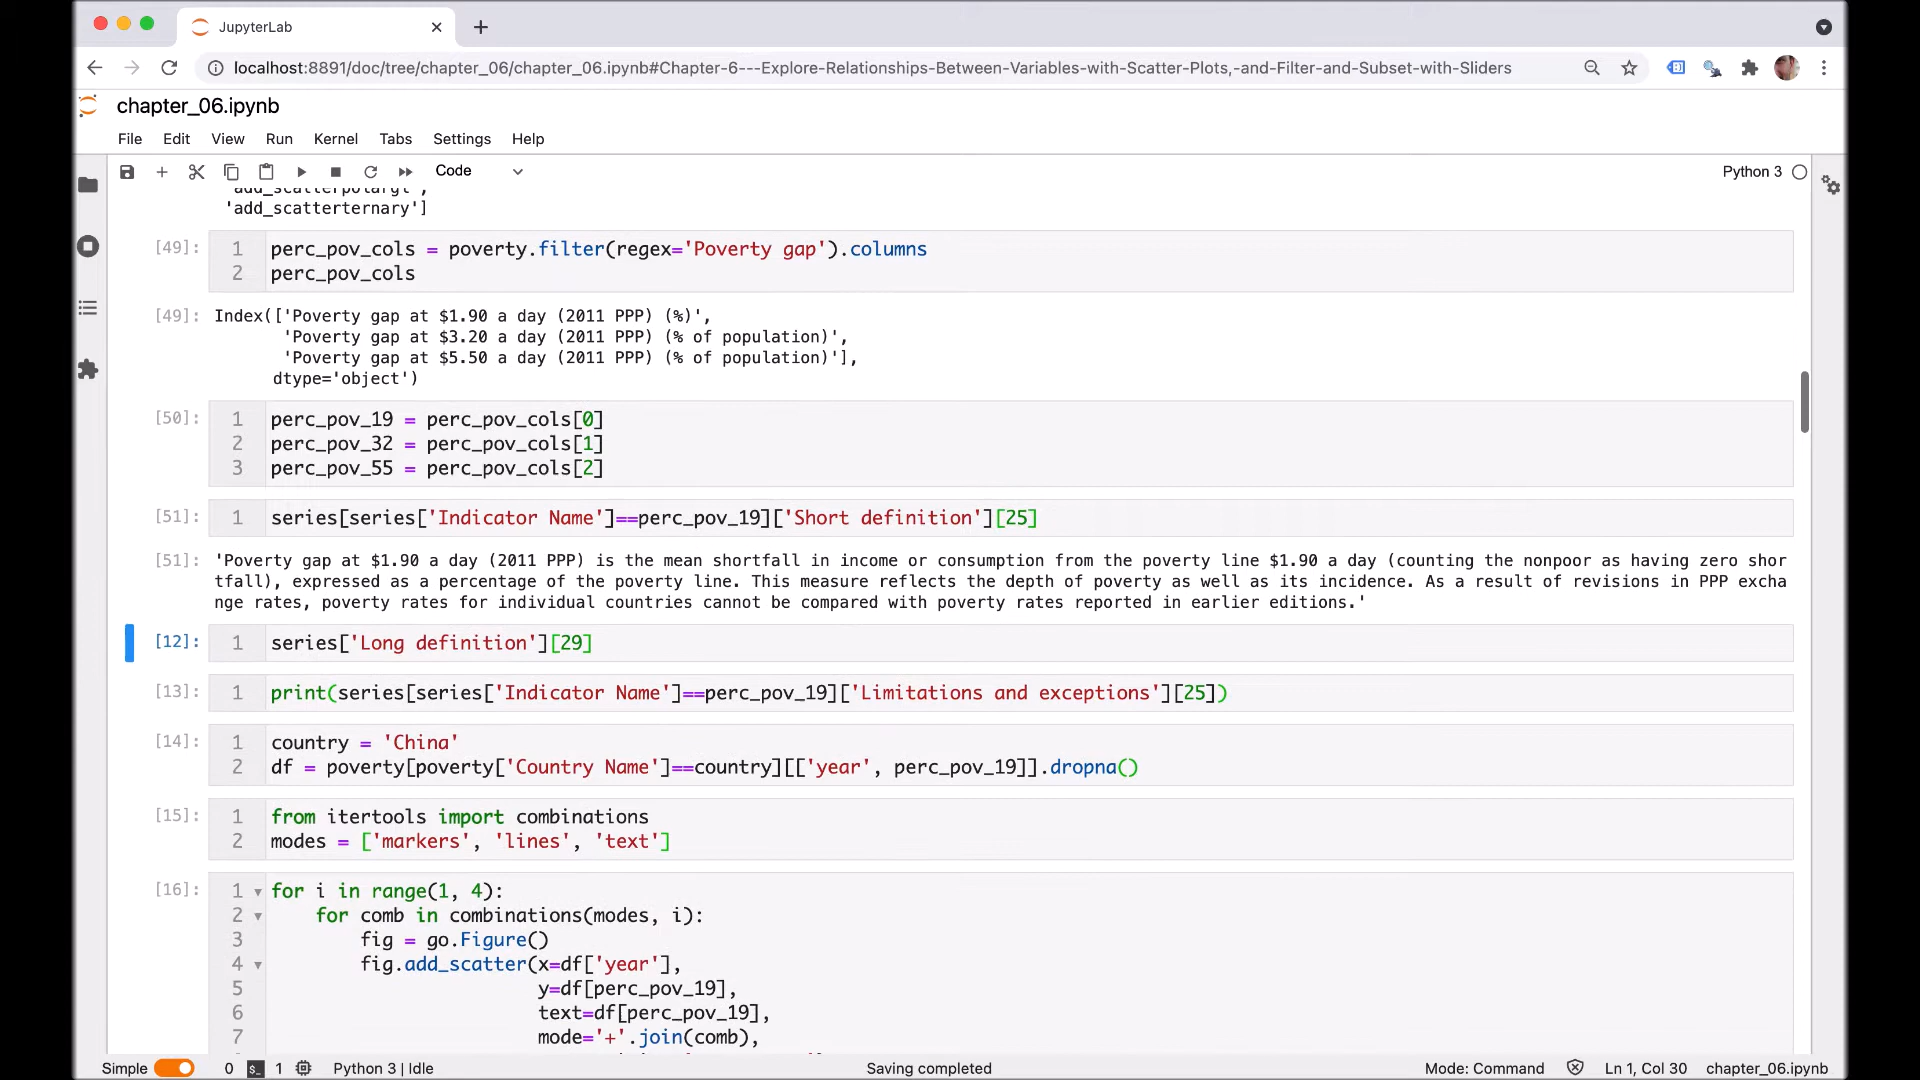 JupyterLab
localhost:8891/doc/tree/chapter_06/chapter_06.ipynb#Chapter-6---Explore-Relationships-Between-Variables-with-Scatter-Plots,-and-Filter-and-Subset-with-Sliders
chapter_06.ipynb
File Edit View Run Kernel Tabs Settings Help
Code
Python 3
'add_scatterpolargl',
'add_scatterternary']
[49]: 1 perc_pov_cols = poverty.filter(regex='Poverty gap').columns
2 perc_pov_cols
[49]: Index(['Poverty gap at $1.90 a day (2011 PPP) (%)',
'Poverty gap at $3.20 a day (2011 PPP) (% of population)',
'Poverty gap at $5.50 a day (2011 PPP) (% of population)'],
dtype='object')
[50]: 1 perc_pov_19 = perc_pov_cols[0]
2 perc_pov_32 = perc_pov_cols[1]
3 perc_pov_55 = perc_pov_cols[2]
[51]: 1 series[series['Indicator Name']==perc_pov_19]['Short definition'][25]
[51]: 'Poverty gap at $1.90 a day (2011 PPP) is the mean shortfall in income or consumption from the poverty line $1.90 a day (counting the nonpoor as having zero shor
tfall), expressed as a percentage of the poverty line. This measure reflects the depth of poverty as well as its incidence. As a result of revisions in PPP excha
nge rates, poverty rates for individual countries cannot be compared with poverty rates reported in earlier editions.'
[12]: 1 series['Long definition'][29]
[13]: 1 print(series[series['Indicator Name']==perc_pov_19]['Limitations and exceptions'][25])
[14]: 1 country = 'China'
2 df = poverty[poverty['Country Name']==country][['year', perc_pov_19]].dropna()
[15]: 1 from itertools import combinations
2 modes = ['markers', 'lines', 'text']
[16]: 1 for i in range(1, 4):
2 for comb in combinations(modes, i):
3 fig = go.Figure()
4 fig.add_scatter(x=df['year'],
5 y=df[perc_pov_19],
6 text=df[perc_pov_19],
7 mode='+'.join(comb),
Simple 0 1 Python 3 | Idle Saving completed Mode: Command Ln 1, Col 30 chapter_06.ipynb